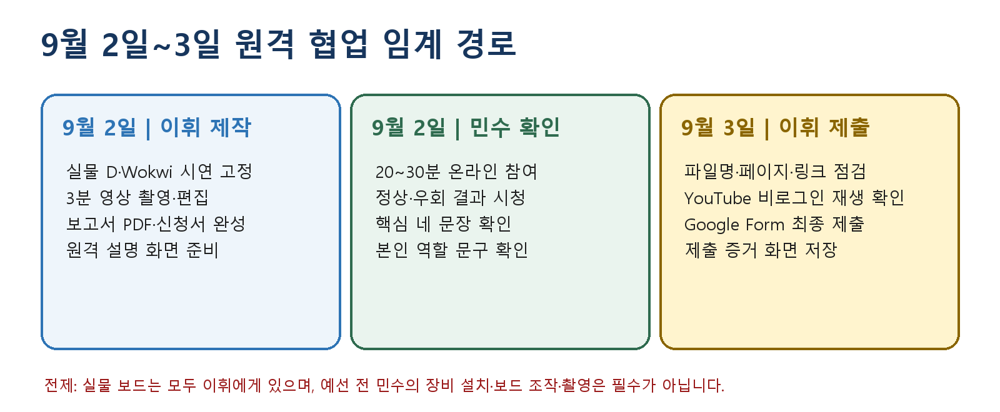 9월 2일~3일 원격 협업 임계 경로
9월 2일 | 이휘 제작
실물 D·Wokwi 시연 고정
3분 영상 촬영·편집
보고서 PDF·신청서 완성
원격 설명 화면 준비
9월 2일 | 민수 확인
20~30분 온라인 참여
정상·우회 결과 시청
핵심 네 문장 확인
본인 역할 문구 확인
9월 3일 | 이휘 제출
파일명·페이지·링크 점검
YouTube 비로그인 재생 확인
Google Form 최종 제출
제출 증거 화면 저장
전제: 실물 보드는 모두 이휘에게 있으며, 예선 전 민수의 장비 설치·보드 조작·촬영은 필수가 아닙니다.